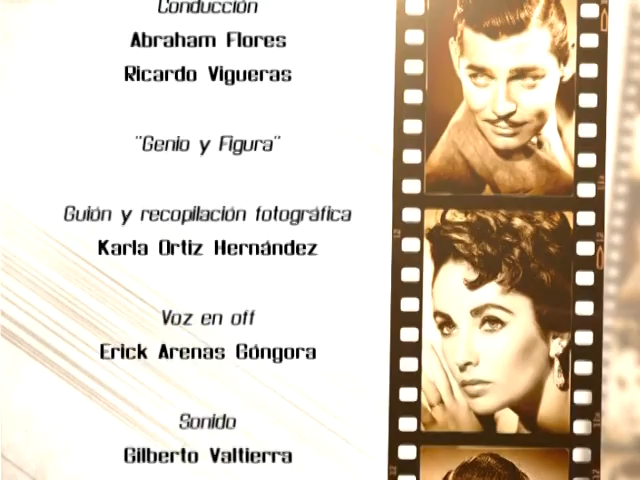 Conducción
Abraham Flores
Ricardo Vigueras
"Genio y Figura"
Guión y recopilación fotográfica
Karla Ortiz Hernández
Voz en off
Erick Arenas Góngora
Sonido
Gilberto Valtierra